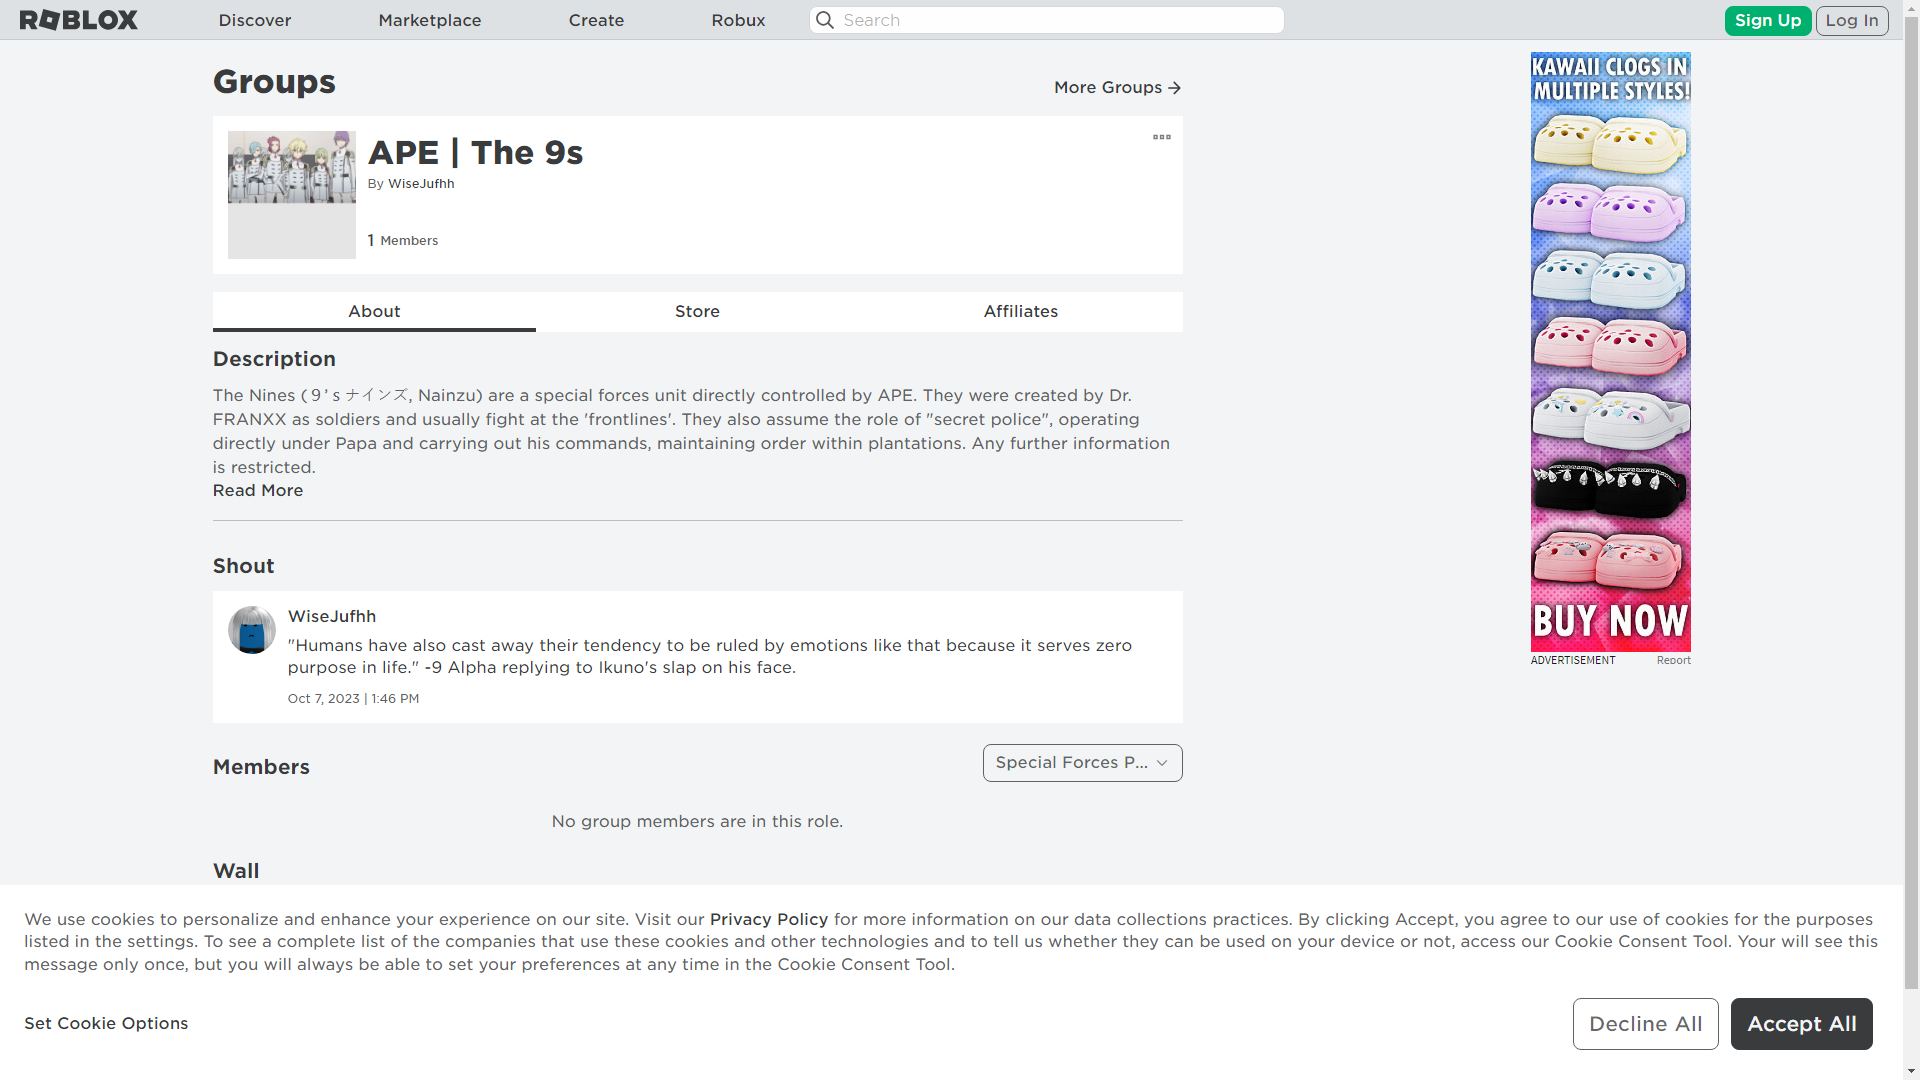 ROBLOX
Discover
Marketplace
Create
Robux
Search
Sign Up
Log In
Groups
More Groups
APE | The 9s
By WiseJufhh
1 Members
About
Store
Affiliates
Description
The Nines (９’ｓナインズ, Nainzu) are a special forces unit directly controlled by APE. They were created by Dr.
FRANXX as soldiers and usually fight at the 'frontlines'. They also assume the role of "secret police", operating
directly under Papa and carrying out his commands, maintaining order within plantations. Any further information
is restricted.
Read More
Shout
WiseJufhh
"Humans have also cast away their tendency to be ruled by emotions like that because it serves zero
purpose in life." -9 Alpha replying to Ikuno's slap on his face.
Oct 7, 2023 | 1:46 PM
Members
Special Forces P...
No group members are in this role.
Wall
KAWAII CLOGS IN
MULTIPLE STYLES!
BUY NOW
ADVERTISEMENT
Report
We use cookies to personalize and enhance your experience on our site. Visit our Privacy Policy for more information on our data collections practices. By clicking Accept, you agree to our use of cookies for the purposes
listed in the settings. To see a complete list of the companies that use these cookies and other technologies and to tell us whether they can be used on your device or not, access our Cookie Consent Tool. Your will see this
message only once, but you will always be able to set your preferences at any time in the Cookie Consent Tool.
Set Cookie Options
Decline All
Accept All